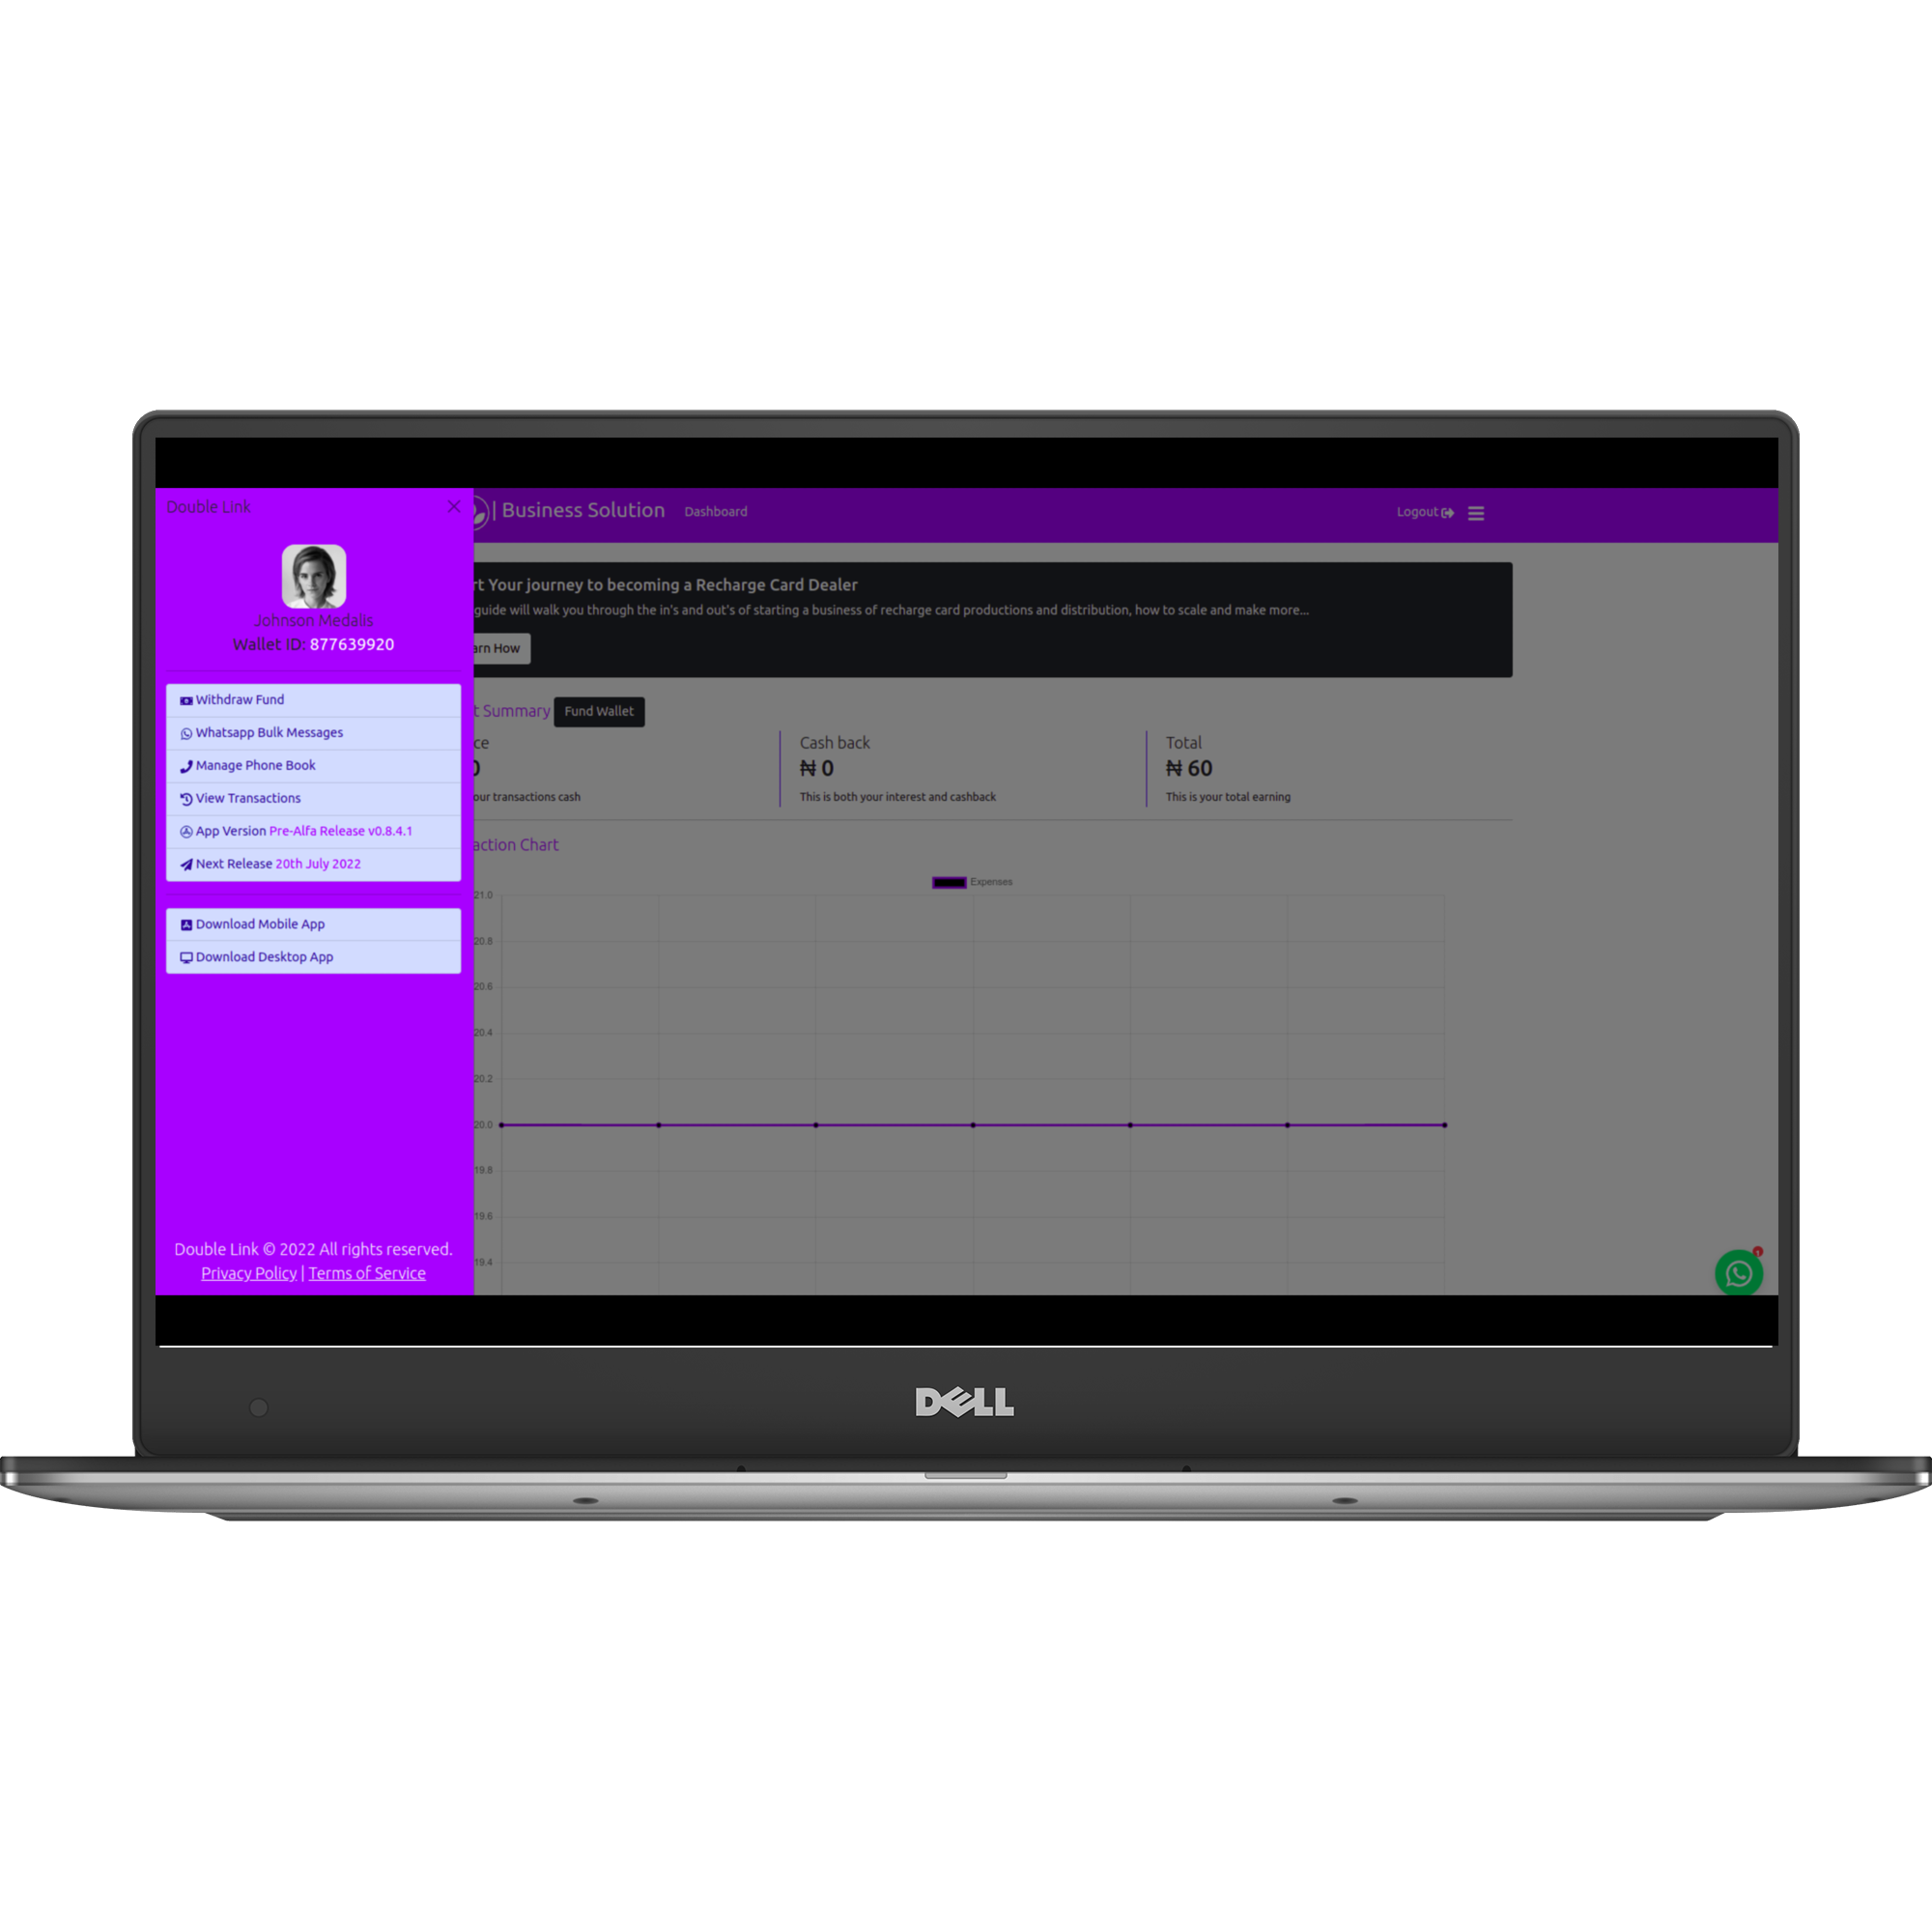 Double Link
Johnson Medalis
Wallet ID: 877639920
Withdraw Fund
Whatsapp Bulk Messages
Manage Phone Book
View Transactions
App Version Pre-Alfa Release v0.8.4.1
Next Release 20th July 2022
Download Mobile App
Download Desktop App
Double Link © 2022 All rights reserved.
Privacy Policy | Terms of Service
| Business Solution Dashboard Logout
rt Your journey to becoming a Recharge Card Dealer
guide will walk you through the in's and out's of starting a business of recharge card productions and distribution, how to scale and make more...
arn How
t Summary Fund Wallet
ce
0
our transactions cash
Cash back
₦ 0
This is both your interest and cashback
Total
₦ 60
This is your total earning
action Chart
Expenses
21.0
20.8
20.6
20.4
20.2
20.0
19.8
19.6
19.4
DELL